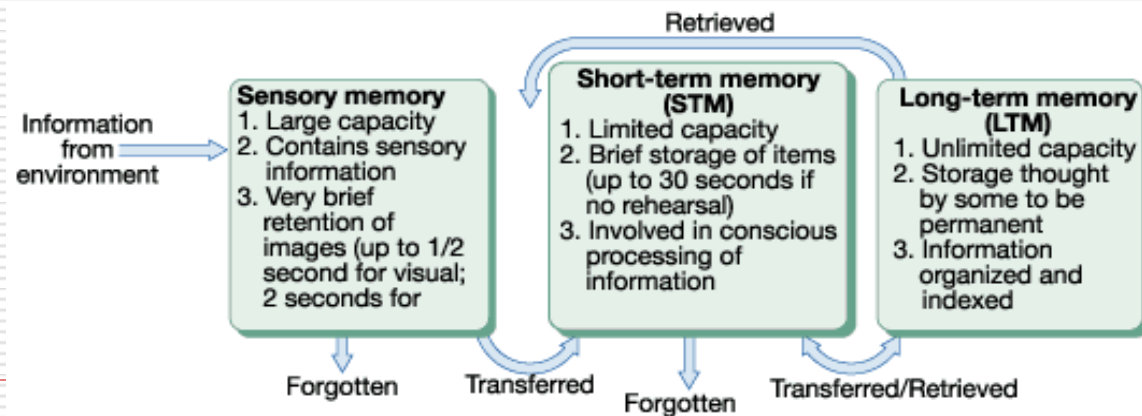 Retrieved
Information
from
environment
Sensory memory
1. Large capacity
2. Contains sensory
information
3. Very brief
retention of
images (up to 1/2
second for visual;
2 seconds for
Short-term memory
(STM)
1. Limited capacity
2. Brief storage of items
(up to 30 seconds if
no rehearsal)
3. Involved in conscious
processing of
information
Long-term memory
(LTM)
1. Unlimited capacity
2. Storage thought
by some to be
permanent
3. Information
organized and
indexed
Forgotten
Transferred
Forgotten
Transferred/Retrieved